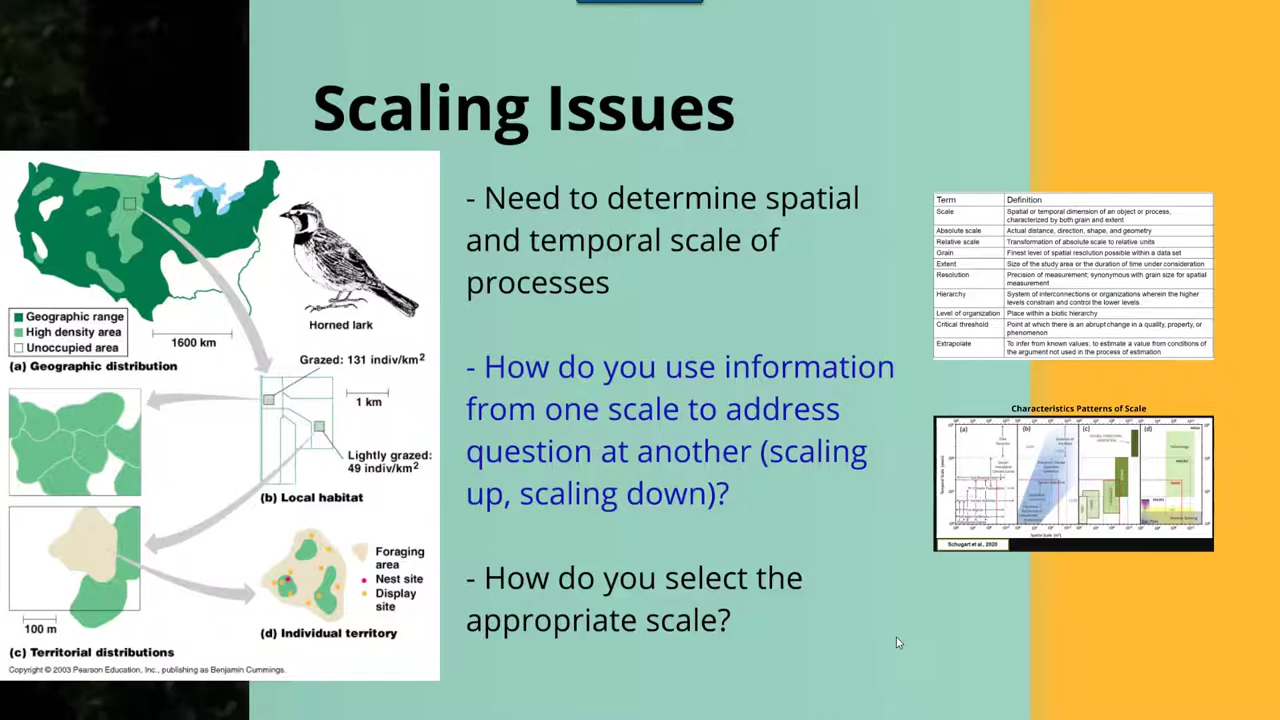 Scaling Issues
Geographic range
High density area
Unoccupied area
1600 km
Horned lark
(a) Geographic distribution
Grazed: 131 indiv/km²
1 km
Lightly grazed:
49 indiv/km²
(b) Local habitat
Foraging
area
Nest site
Display
site
100 m
(d) Individual territory
(c) Territorial distributions
Copyright © 2003 Pearson Education, Inc., publishing as Benjamin Cummings.
- Need to determine spatial
and temporal scale of
processes
- How do you use information
from one scale to address
question at another (scaling
up, scaling down)?
- How do you select the
appropriate scale?
Term Definition
Scale Spatial or temporal dimension of an object or process,
characterized by both grain and extent
Absolute scale Actual distance, direction, shape, and geometry
Relative scale Transformation of absolute scale to relative units
Grain Finest level of spatial resolution possible within a data set
Extent Size of the study area or the duration of time under consideration
Resolution Precision of measurement; synonymous with grain size for spatial
measurement
Hierarchy System of interconnections or organizations wherein the higher
levels constrain and control the lower levels
Level of organization Place within a biotic hierarchy
Critical threshold Point at which there is an abrupt change in a quality, property, or
phenomenon
Extrapolate To infer from known values; to estimate a value from conditions of
the argument not used in the process of estimation
Characteristics Patterns of Scale
(a)
(b)
(c)
(d)
Schugart et al., 2020